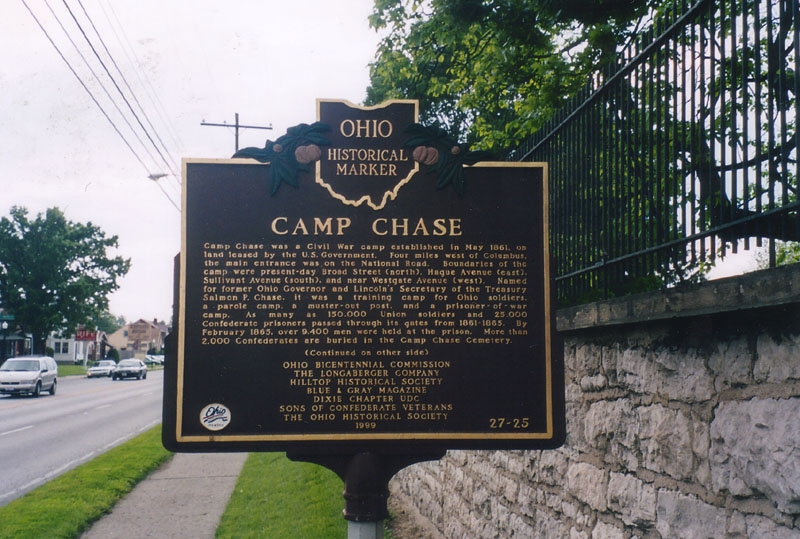 OHIO
HISTORICAL
MARKER
CAMP CHASE
Camp Chase was a Civil War camp established in May 1861, on
land leased by the U.S. Government. Four miles west of Columbus,
the main entrance was on the National Road. Boundaries of the
camp were present-day Broad Street (north), Hague Avenue (east),
Sullivant Avenue (south), and near Westgate Avenue (west). Named
for former Ohio Governor and Lincoln's Secretary of the Treasury
Salmon P. Chase, it was a training camp for Ohio soldiers,
a parole camp, a muster-out post, and a prisoner-of-war
camp. As many as 150,000 Union soldiers and 25,000
Confederate prisoners passed through its gates from 1861-1865. By
February 1865, over 9,400 men were held at the prison. More than
2,000 Confederates are buried in the Camp Chase Cemetery.
(Continued on other side)
OHIO BICENTENNIAL COMMISSION
THE LONGABERGER COMPANY
HILLTOP HISTORICAL SOCIETY
BLUE & GRAY MAGAZINE
DIXIE CHAPTER UDC
SONS OF CONFEDERATE VETERANS
THE OHIO HISTORICAL SOCIETY
1999
27-25
Ohio